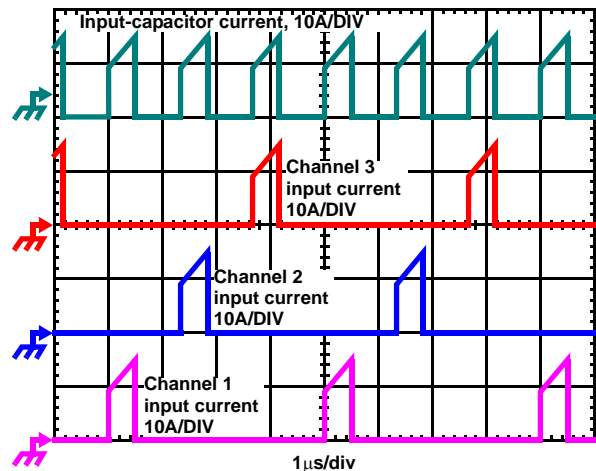 Input-capacitor current, 10A/DIV
Channel 3
input current
10A/DIV
Channel 2
input current
10A/DIV
Channel 1
input current
10A/DIV
1μs/div